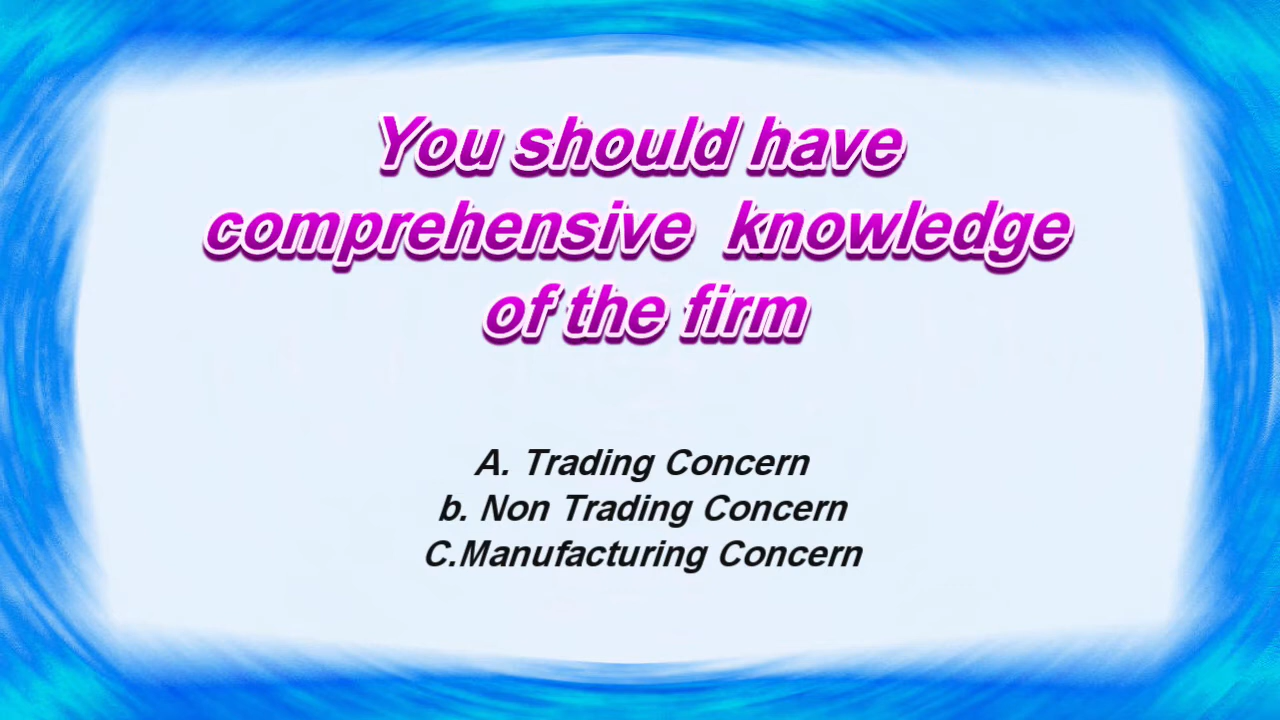 You should have
comprehensive knowledge
of the firm
A. Trading Concern
b. Non Trading Concern
C.Manufacturing Concern